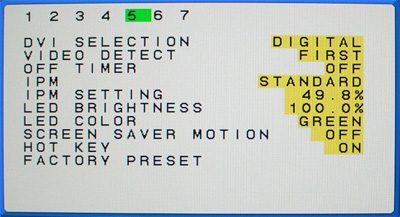 1 2 3 4 5 6 7
DVI SELECTION DIGITAL
VIDEO DETECT FIRST
OFF TIMER OFF
IPM STANDARD
IPM SETTING 49.8%
LED BRIGHTNESS 100.0%
LED COLOR GREEN
SCREEN SAVER MOTION OFF
HOT KEY ON
FACTORY PRESET